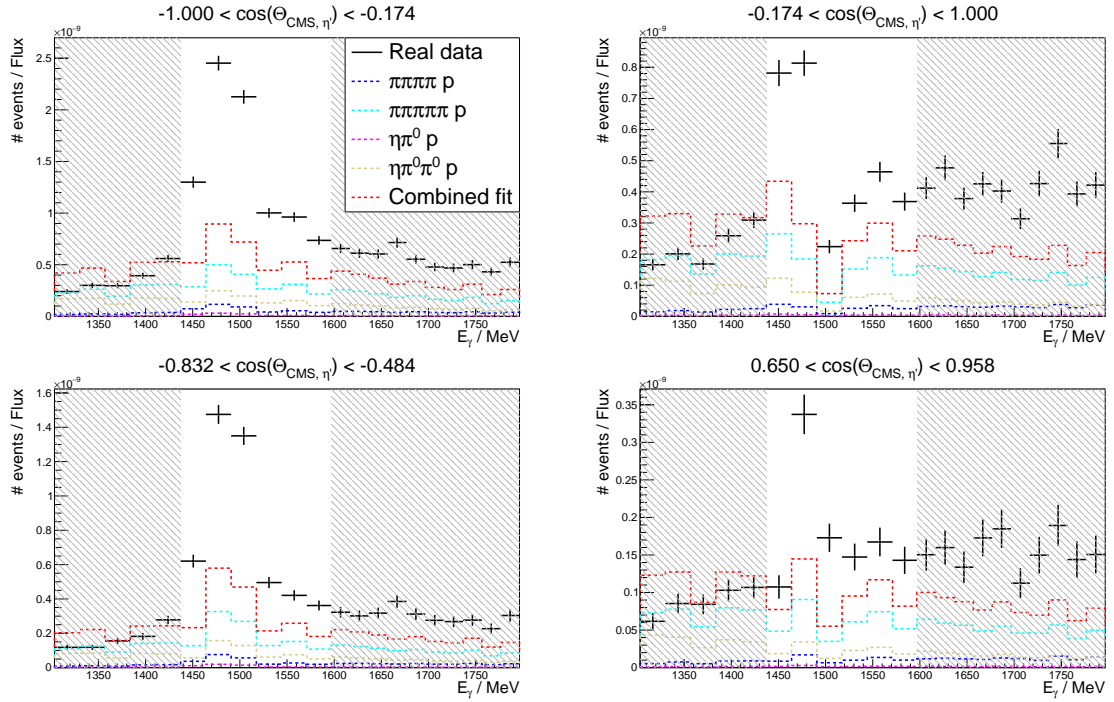 -1.000 < cos(Θ_CMS, η') < -0.174
×10⁻⁹
# events / Flux
2.5
2
1.5
1
0.5
0
1350 1400 1450 1500 1550 1600 1650 1700 1750
E_γ / MeV
Real data
ππππ p
πππππ p
ηπ⁰ p
ηπ⁰π⁰ p
Combined fit
-0.174 < cos(Θ_CMS, η') < 1.000
×10⁻⁹
# events / Flux
0.8
0.7
0.6
0.5
0.4
0.3
0.2
0.1
0
1350 1400 1450 1500 1550 1600 1650 1700 1750
E_γ / MeV
-0.832 < cos(Θ_CMS, η') < -0.484
×10⁻⁹
# events / Flux
1.6
1.4
1.2
1
0.8
0.6
0.4
0.2
0
1350 1400 1450 1500 1550 1600 1650 1700 1750
E_γ / MeV
0.650 < cos(Θ_CMS, η') < 0.958
×10⁻⁹
# events / Flux
0.35
0.3
0.25
0.2
0.15
0.1
0.05
0
1350 1400 1450 1500 1550 1600 1650 1700 1750
E_γ / MeV